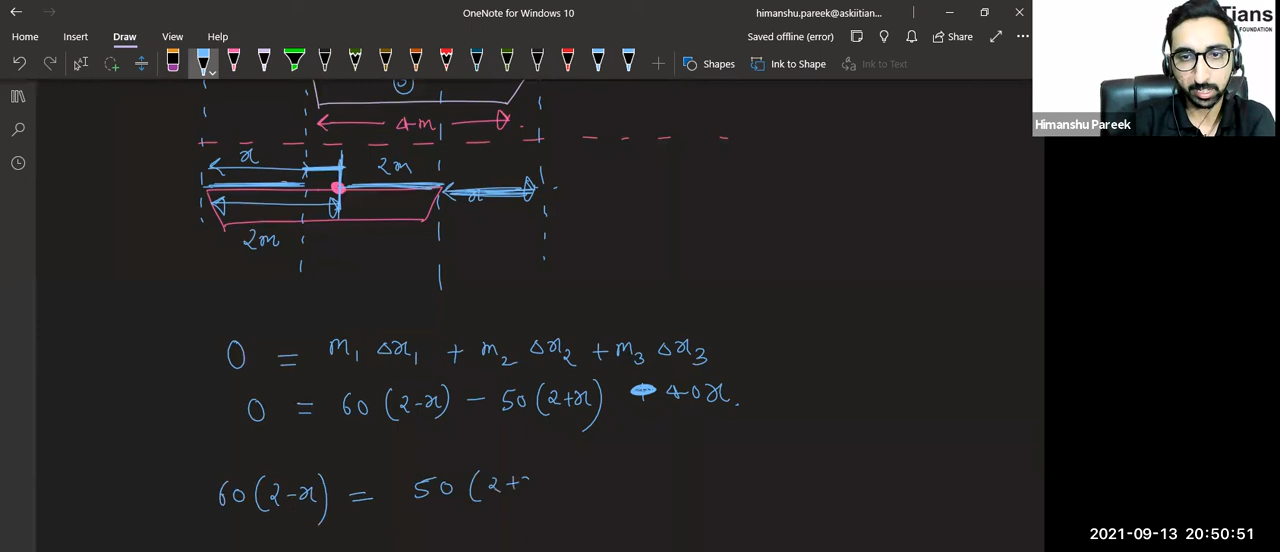 OneNote for Windows 10
himanshu.pareek@askiitian...
Home Insert Draw View Help
Saved offline (error)
Share
Shapes
Ink to Shape
Ink to Text
Tians
FOUNDATION
Himanshu Pareek
4m
x 2m
x
2m
0 = m₁ Δx₁ + m₂ Δx₂ + m₃ Δx₃
0 = 60 (2-x) - 50 (2+x) - 40x.
60 (2-x) = 50 (2+
2021-09-13 20:50:51